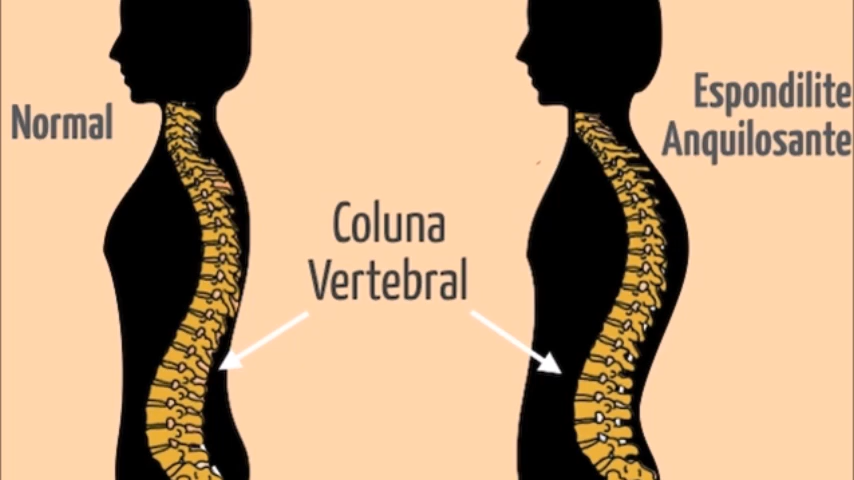 Normal
Espondilite
Anquilosante
Coluna
Vertebral